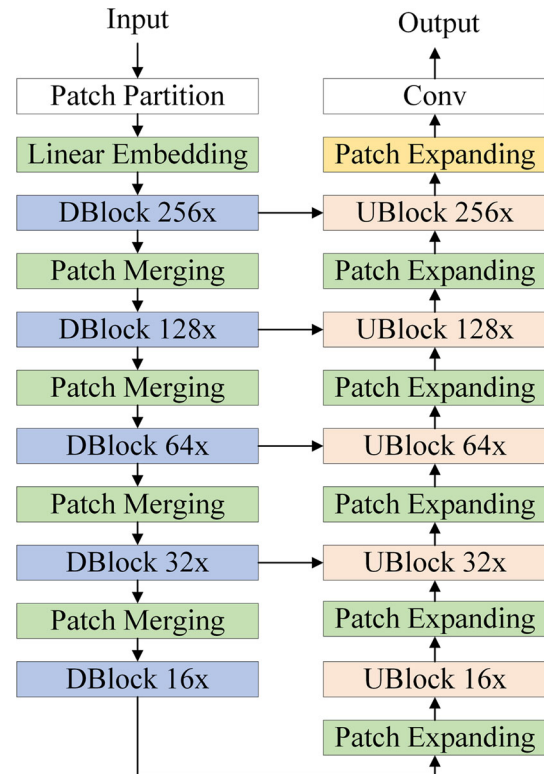 Input
Patch Partition
Linear Embedding
DBlock 256x
Patch Merging
DBlock 128x
Patch Merging
DBlock 64x
Patch Merging
DBlock 32x
Patch Merging
DBlock 16x
Output
Conv
Patch Expanding
UBlock 256x
Patch Expanding
UBlock 128x
Patch Expanding
UBlock 64x
Patch Expanding
UBlock 32x
Patch Expanding
UBlock 16x
Patch Expanding